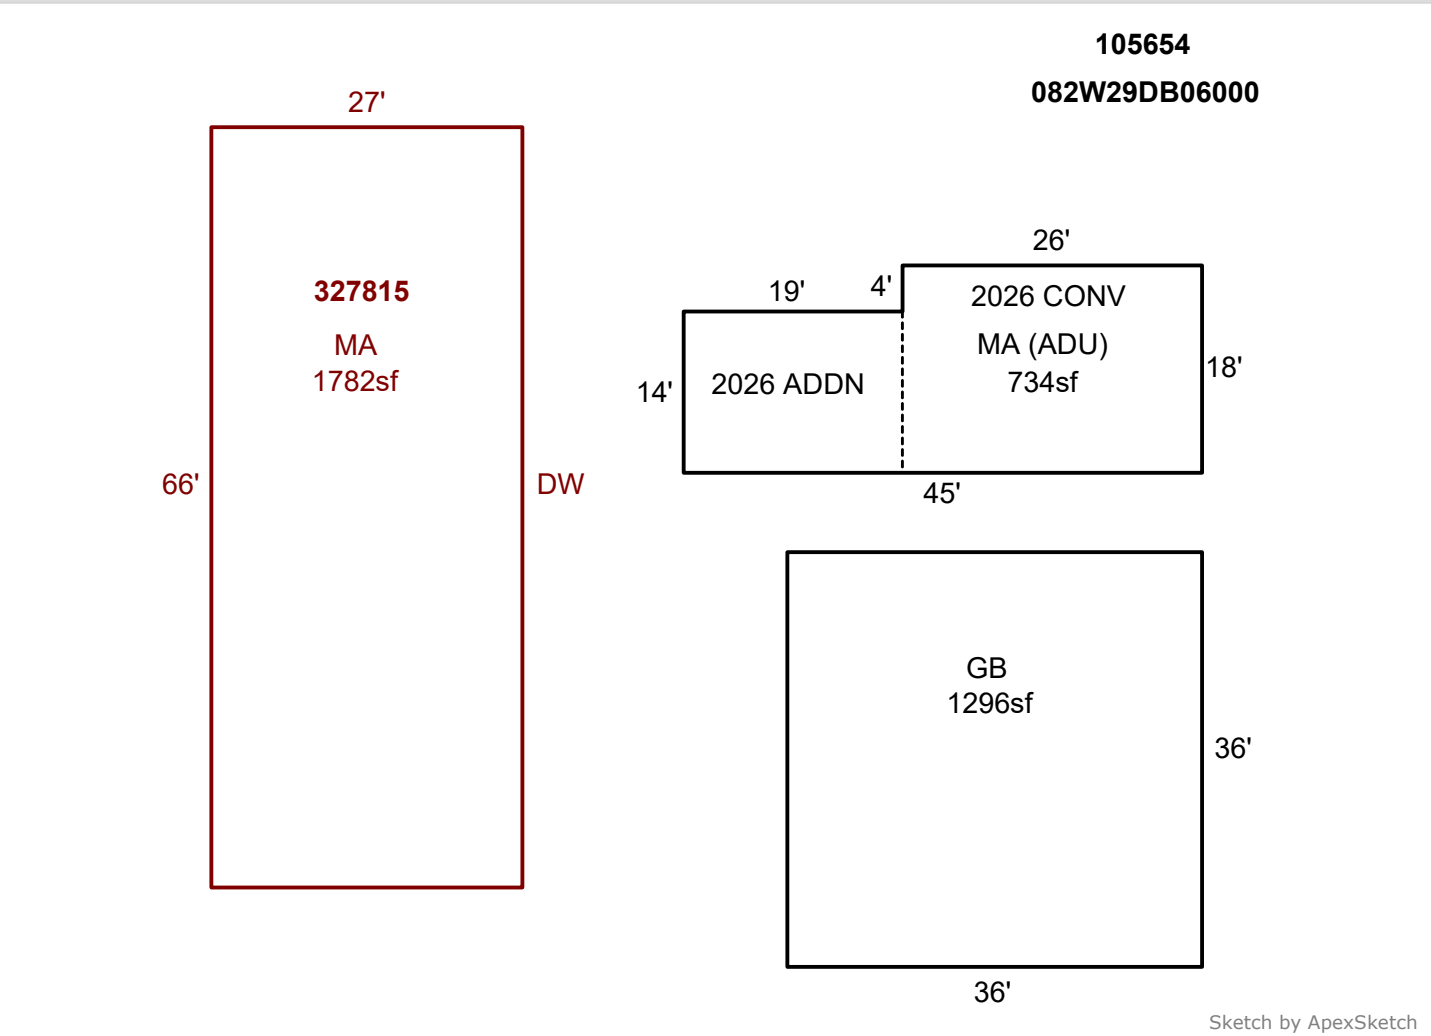 105654
082W29DB06000
27'
327815
MA
1782sf
66'
DW
26'
19'
4'
2026 CONV
MA (ADU)
734sf
18'
14'
2026 ADDN
45'
GB
1296sf
36'
36'
Sketch by ApexSketch